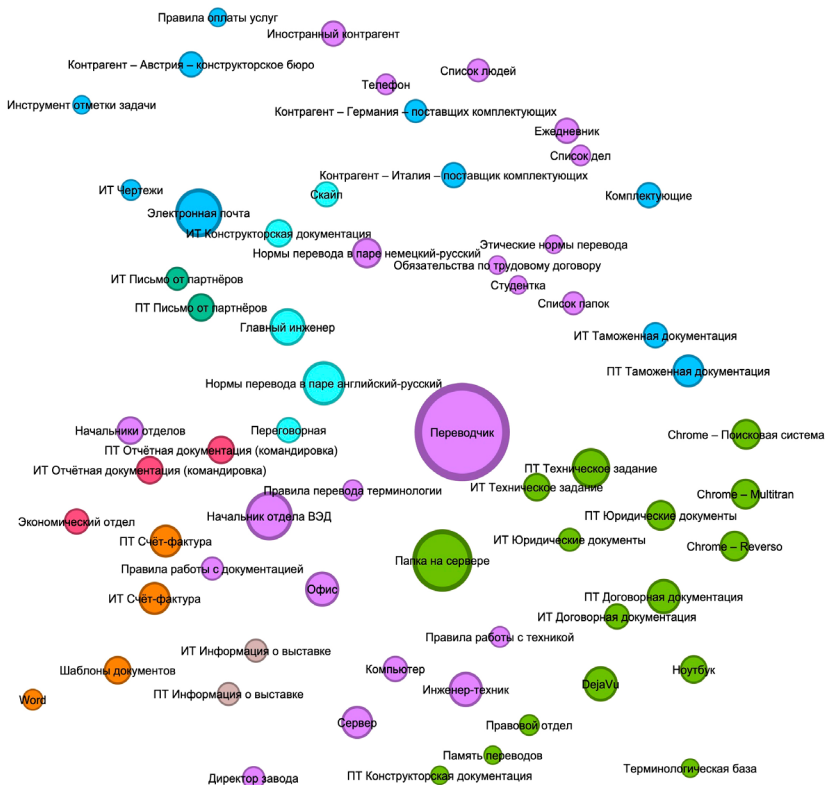 Правила оплаты услуг
Иностранный контрагент
Контрагент – Австрия – конструкторское бюро
Список людей
Телефон
Инструмент отметки задачи
Контрагент – Германия – поставщих комплектующих
Ежедневник
Список дел
Контрагент – Италия – поставщик комплектующих
ИТ Чертежи
Скайп
Комплектующие
Электронная почта
ИТ Конструкторская документация
Этические нормы перевода
Нормы перевода в паре немецкий-русский
Обязательства по трудовому договору
ИТ Письмо от партнёров
Студентка
Список папок
ПТ Письмо от партнёров
Главный инженер
ИТ Таможенная документация
ПТ Таможенная документация
Нормы перевода в паре английский-русский
Начальники отделов
Переговорная
Переводчик
Chrome – Поисковая система
ПТ Отчётная документация (командировка)
ИТ Отчётная документация (командировка)
ПТ Техническое задание
ИТ Техническое задание
Правила перевода терминологии
Chrome – Multitran
Экономический отдел
Начальник отдела ВЭД
ПТ Юридические документы
ПТ Счёт-фактура
ИТ Юридические документы
Chrome – Reverso
Папка на сервере
Правила работы с документацией
Офис
ИТ Счёт-фактура
ПТ Договорная документация
ИТ Договорная документация
Правила работы с техникой
ИТ Информация о выставке
Шаблоны документов
Компьютер
Ноутбук
DejaVu
Инженер-техник
ПТ Информация о выставке
Word
Сервер
Правовой отдел
Память переводов
Терминологическая база
Директор завода
ПТ Конструкторская документация